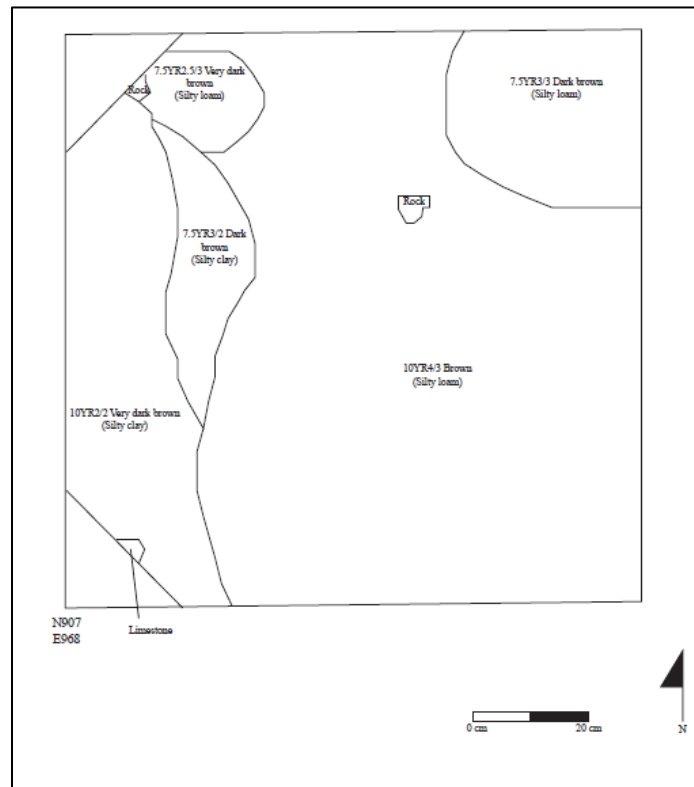 7.5YR2.5/3 Very dark
brown
(Silty loam)
Rock
7.5YR3/3 Dark brown
(Silty loam)
Rock
7.5YR3/2 Dark
brown
(Silty clay)
10YR4/3 Brown
(Silty loam)
10YR2/2 Very dark brown
(Silty clay)
N907
E968
Limestone
0 cm
20 cm
N